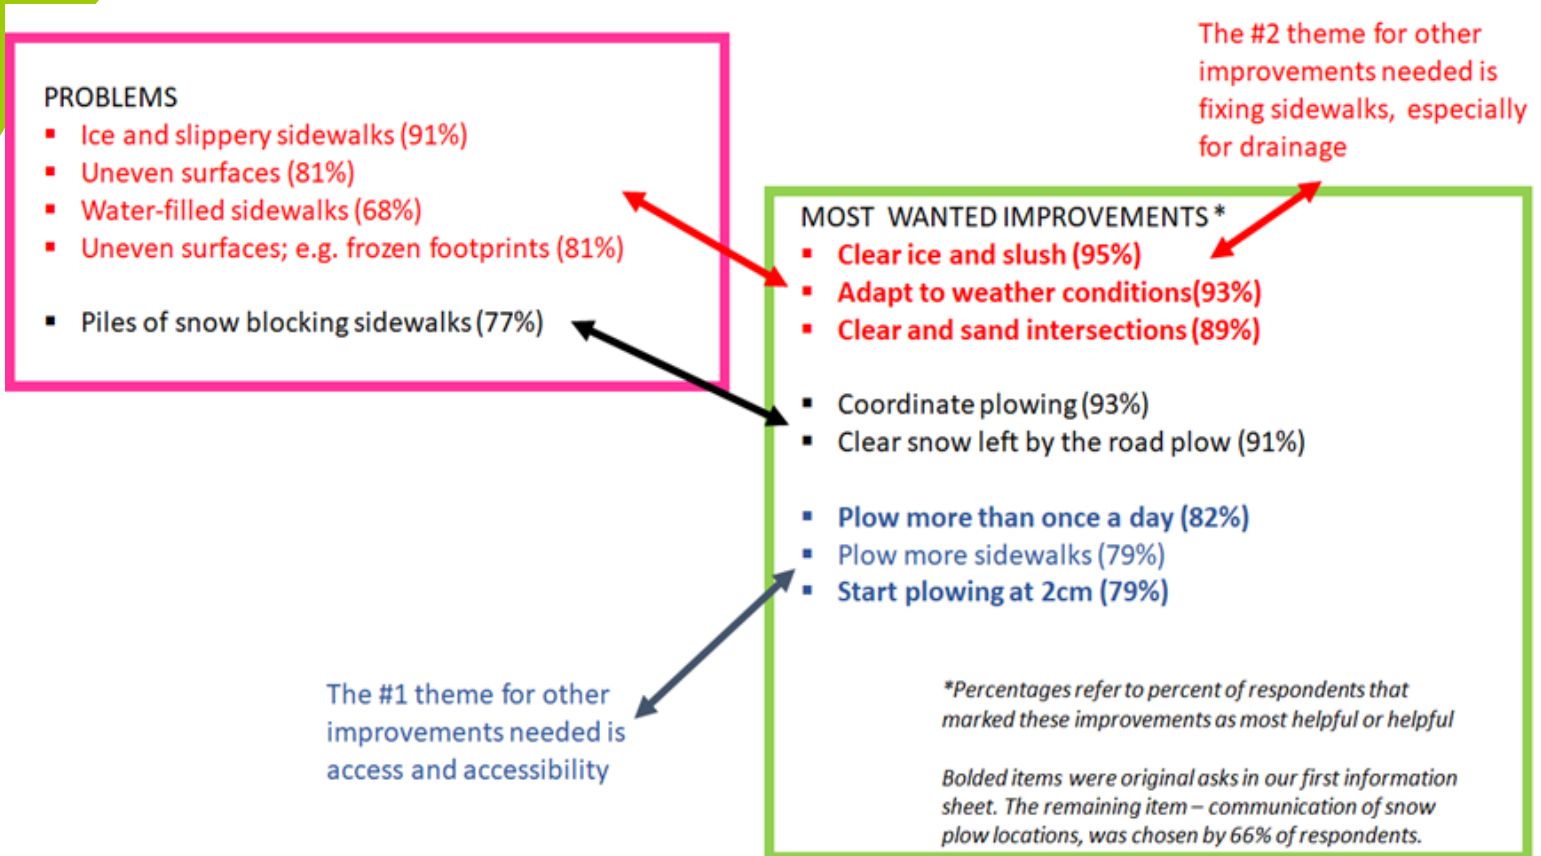 The #2 theme for other
improvements needed is
fixing sidewalks, especially
for drainage
PROBLEMS
▪ Ice and slippery sidewalks (91%)
▪ Uneven surfaces (81%)
▪ Water-filled sidewalks (68%)
▪ Uneven surfaces; e.g. frozen footprints (81%)
▪ Piles of snow blocking sidewalks (77%)
MOST WANTED IMPROVEMENTS *
▪ Clear ice and slush (95%)
▪ Adapt to weather conditions(93%)
▪ Clear and sand intersections (89%)
▪ Coordinate plowing (93%)
▪ Clear snow left by the road plow (91%)
▪ Plow more than once a day (82%)
▪ Plow more sidewalks (79%)
▪ Start plowing at 2cm (79%)
The #1 theme for other
improvements needed is
access and accessibility
*Percentages refer to percent of respondents that
marked these improvements as most helpful or helpful
Bolded items were original asks in our first information
sheet. The remaining item – communication of snow
plow locations, was chosen by 66% of respondents.